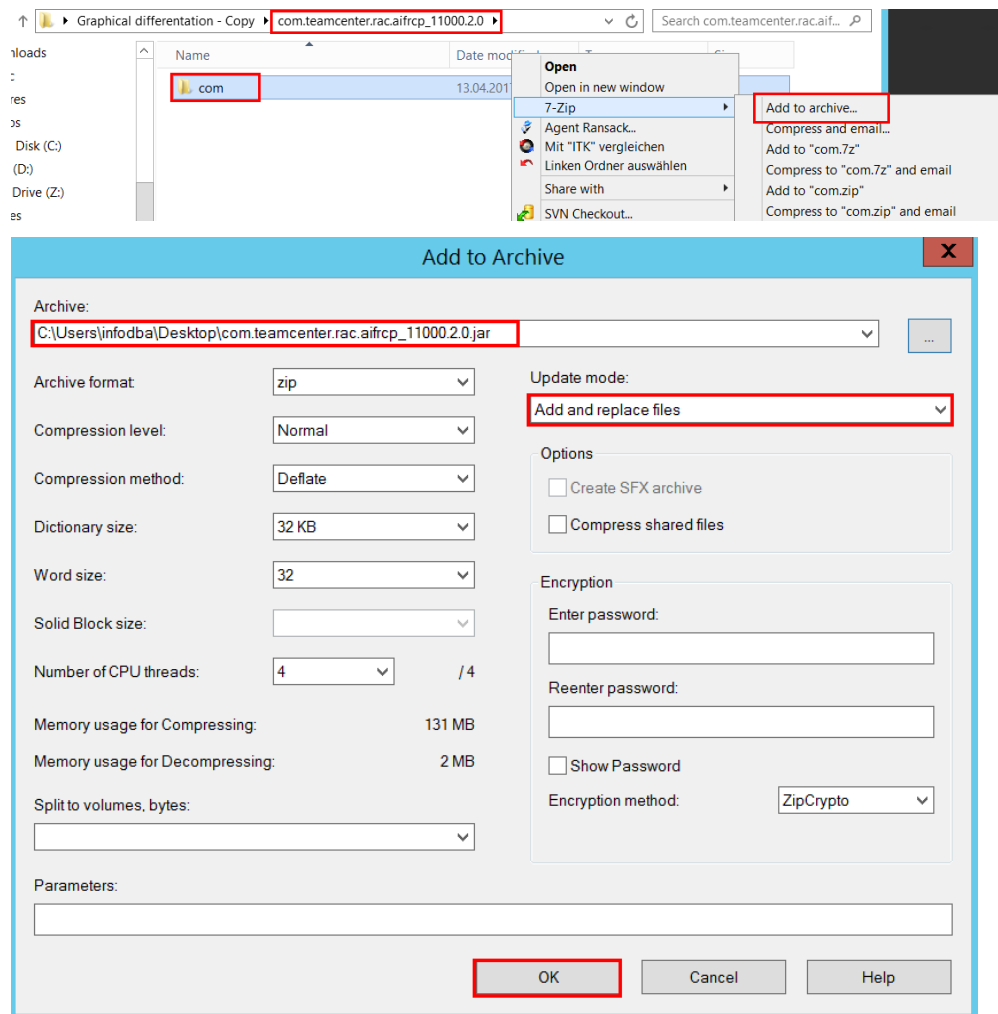 Graphical differentation - Copy com.teamcenter.rac.aifrcp_11000.2.0 Search com.teamcenter.rac.aif...
Name Date
com 13.04.201
Disk (C:)
(D:)
Drive (Z:)
Open
Open in new window
7-Zip
Agent Ransack...
Mit "ITK" vergleichen
Linken Ordner auswählen
Share with
SVN Checkout...
Add to archive...
Compress and email...
Add to "com.7z"
Compress to "com.7z" and email
Add to "com.zip"
Compress to "com.zip" and email
Add to Archive
X
Archive:
C:\Users\infodba\Desktop\com.teamcenter.rac.aifrcp_11000.2.0.jar
...
Archive format: zip
Compression level: Normal
Compression method: Deflate
Dictionary size: 32 KB
Word size: 32
Solid Block size:
Number of CPU threads: 4 / 4
Memory usage for Compressing: 131 MB
Memory usage for Decompressing: 2 MB
Split to volumes, bytes:
Update mode:
Add and replace files
Options
Create SFX archive
Compress shared files
Encryption
Enter password:
Reenter password:
Show Password
Encryption method: ZipCrypto
Parameters:
OK Cancel Help